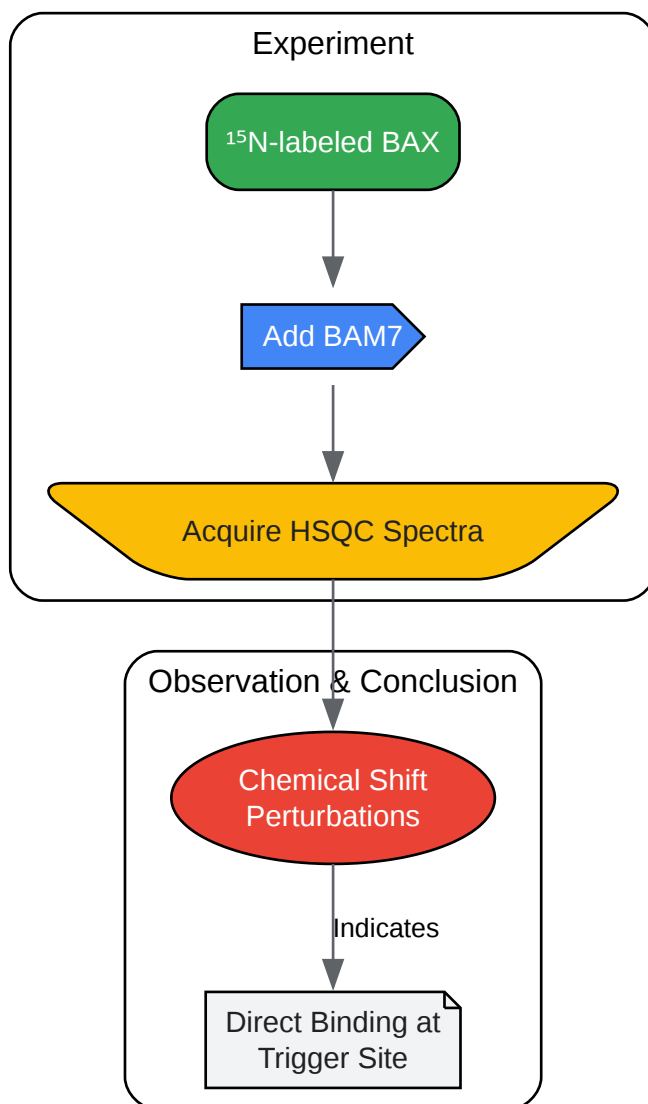 Experiment
¹⁵N-labeled BAX
Add BAM7
Acquire HSQC Spectra
Observation & Conclusion
Chemical Shift
Perturbations
Indicates
Direct Binding at
Trigger Site